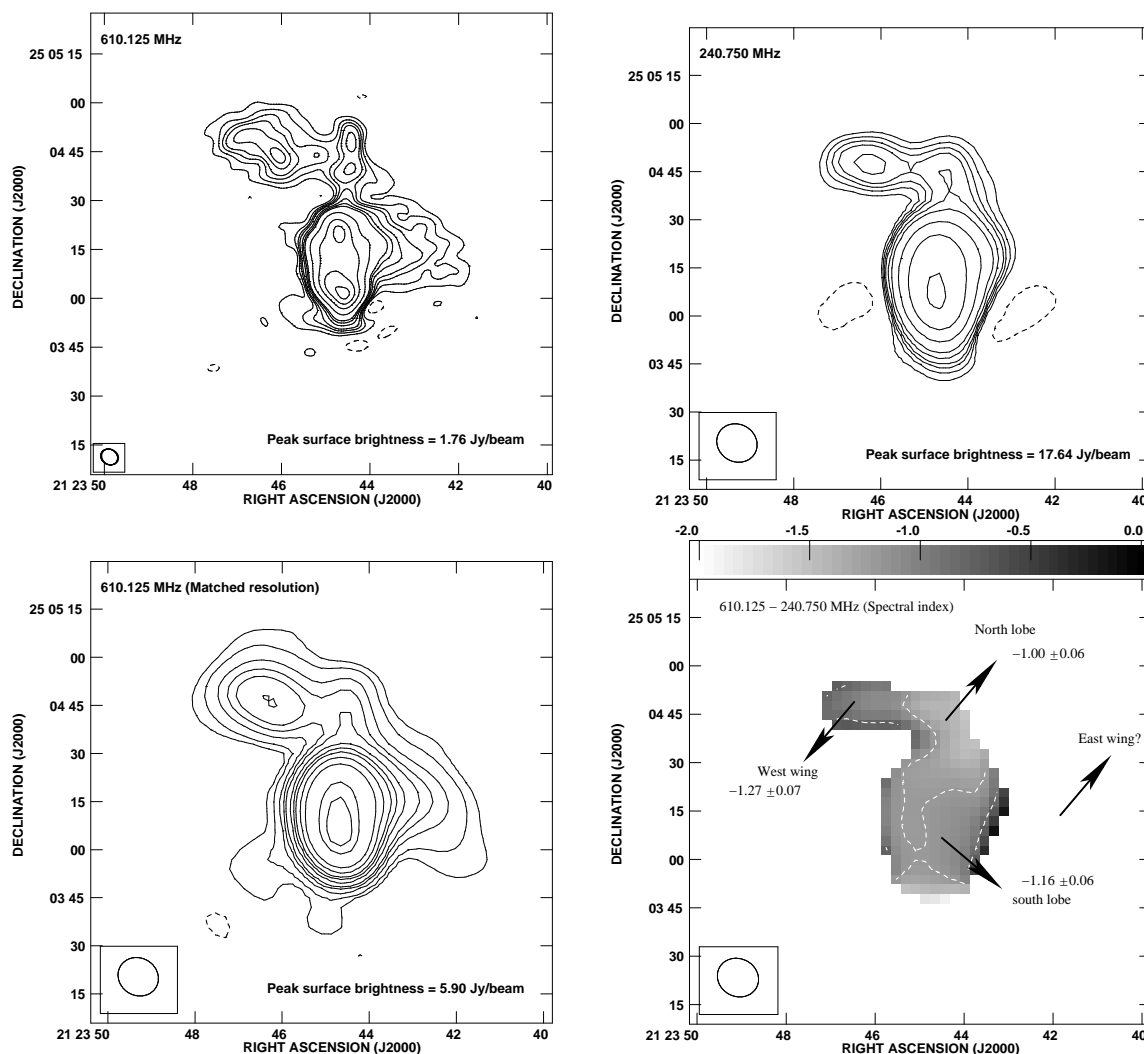 610.125 MHz
25 05 15
00
04 45
30
15
00
03 45
30
15
DECLINATION (J2000)
Peak surface brightness = 1.76 Jy/beam
21 23 50 48 46 44 42 40
RIGHT ASCENSION (J2000)
240.750 MHz
25 05 15
00
04 45
30
15
00
03 45
30
15
DECLINATION (J2000)
Peak surface brightness = 17.64 Jy/beam
21 23 50 48 46 44 42 40
RIGHT ASCENSION (J2000)
610.125 MHz (Matched resolution)
25 05 15
00
04 45
30
15
00
03 45
30
15
DECLINATION (J2000)
Peak surface brightness = 5.90 Jy/beam
21 23 50 48 46 44 42 40
RIGHT ASCENSION (J2000)
-2.0 -1.5 -1.0 -0.5 0.0
610.125 – 240.750 MHz (Spectral index)
25 05 15
00
04 45
30
15
00
03 45
30
15
DECLINATION (J2000)
North lobe
−1.00 ±0.06
East wing?
West wing
−1.27 ±0.07
−1.16 ±0.06
south lobe
21 23 50 48 46 44 42 40
RIGHT ASCENSION (J2000)